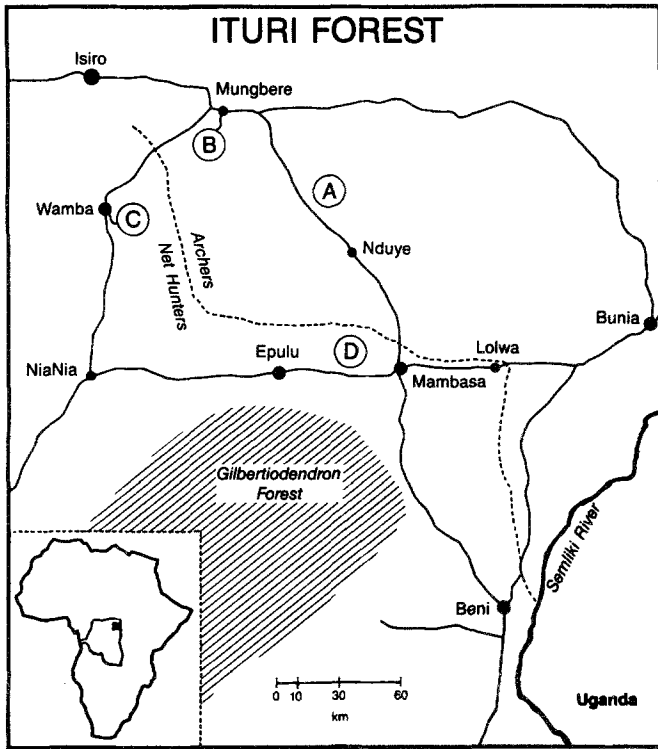 ITURI FOREST
Isiro
Mungbere
B
A
Wamba
C
Archers
Net Hunters
Nduye
Bunia
D
Lolwa
Epulu
NiaNia
Mambasa
Gilbertiodendron
Forest
Semliki River
Beni
0 10 30 60
km
Uganda